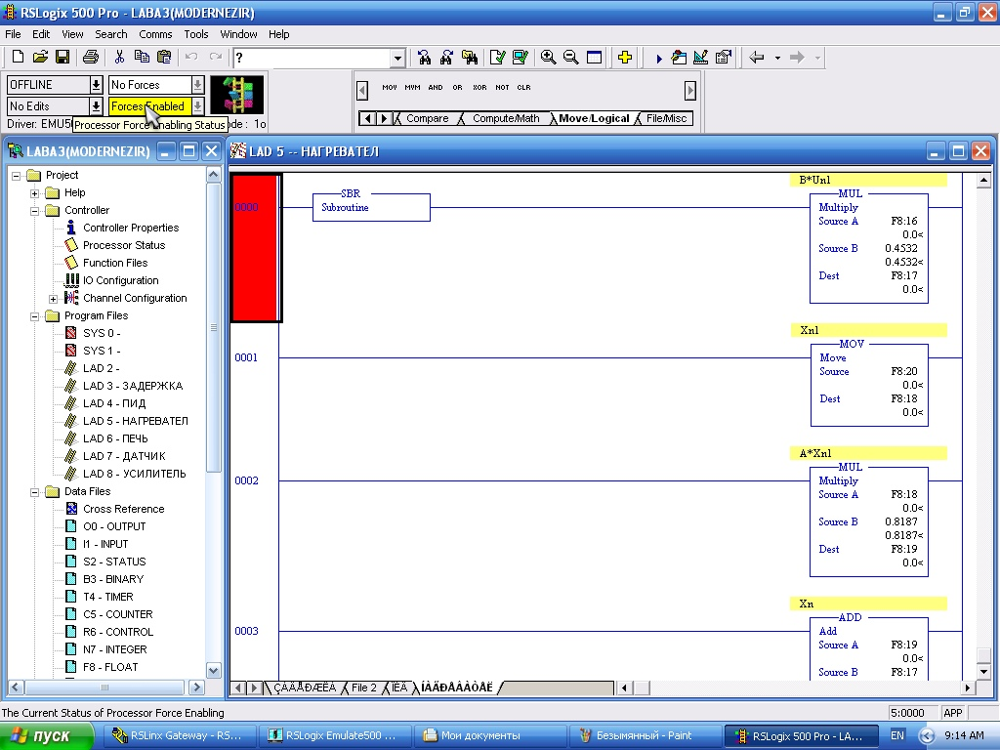 RSLogix 500 Pro - LABA3(MODERNEZIR)
File Edit View Search Comms Tools Window Help
?
OFFLINE No Forces
No Edits Forces Enabled
Processor Force Enabling Status
MOV MVM AND OR XOR NOT CLR
Compare Compute/Math Move/Logical File/Misc
LABA3(MODERNEZIR)
Project
Help
Controller
Controller Properties
Processor Status
Function Files
IO Configuration
Channel Configuration
Program Files
SYS 0 -
SYS 1 -
LAD 2 -
LAD 3 - ЗАДЕРЖКА
LAD 4 - ПИД
LAD 5 - НАГРЕВАТЕЛ
LAD 6 - ПЕЧЬ
LAD 7 - ДАТЧИК
LAD 8 - УСИЛИТЕЛЬ
Data Files
Cross Reference
O0 - OUTPUT
I1 - INPUT
S2 - STATUS
B3 - BINARY
T4 - TIMER
C5 - COUNTER
R6 - CONTROL
N7 - INTEGER
F8 - FLOAT
LAD 5 -- НАГРЕВАТЕЛ
0000
SBR
Subroutine
B*Un1
MUL
Multiply
Source A F8:16
0.0<
Source B 0.4532
0.4532<
Dest F8:17
0.0<
0001
Xn1
MOV
Move
Source F8:20
0.0<
Dest F8:18
0.0<
0002
A*Xn1
MUL
Multiply
Source A F8:18
0.0<
Source B 0.8187
0.8187<
Dest F8:19
0.0<
0003
Xn
ADD
Add
Source A F8:19
0.0<
Source B F8:17
File 2
ÍÀÃÐÅÂÀÒÅË
The Current Status of Processor Force Enabling
5:0000 APP
пуск
RSLinx Gateway - RS...
RSLogix Emulate500 ...
Мои документы
Безымянный - Paint
RSLogix 500 Pro - LA...
EN
9:14 AM